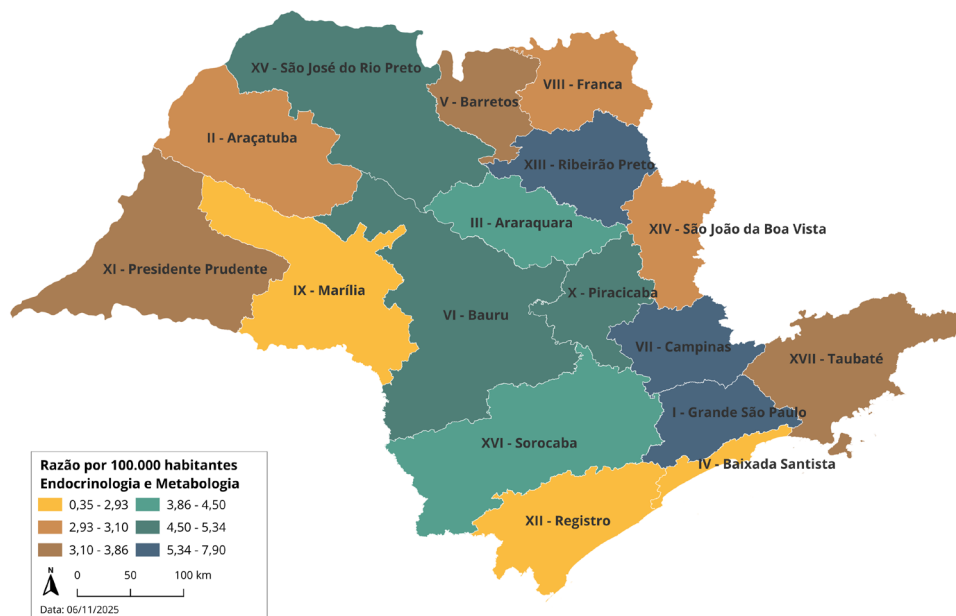 XV - São José do Rio Preto
VIII - Franca
V - Barretos
II - Araçatuba
XIII - Ribeirão Preto
III - Araraquara
XIV - São João da Boa Vista
XI - Presidente Prudente
IX - Marília
X - Piracicaba
VI - Bauru
VII - Campinas
XVII - Taubaté
I - Grande São Paulo
XVI - Sorocaba
IV - Baixada Santista
XII - Registro
Razão por 100.000 habitantes
Endocrinologia e Metabologia
0,35 - 2,93
3,86 - 4,50
2,93 - 3,10
4,50 - 5,34
3,10 - 3,86
5,34 - 7,90
N
0 50 100 km
Data: 06/11/2025